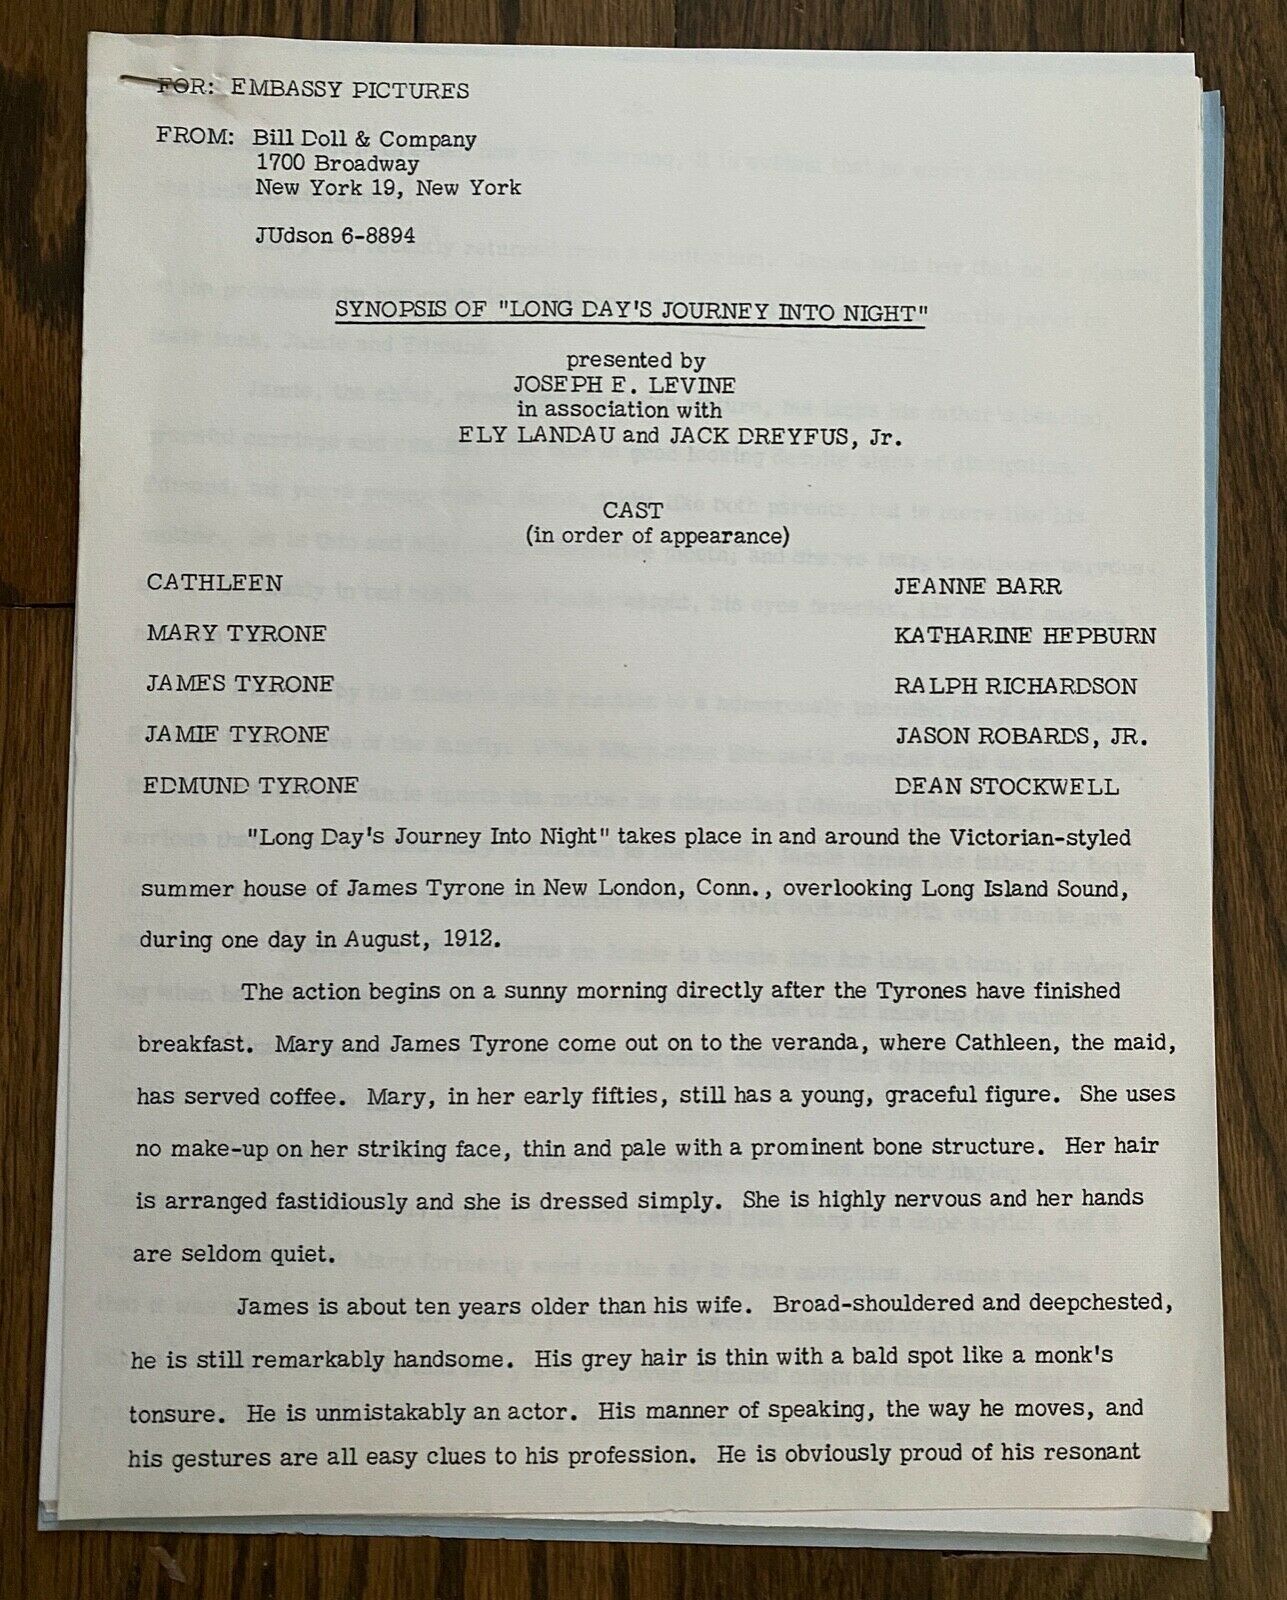 FOR: EMBASSY PICTURES
FROM: Bill Doll & Company
1700 Broadway
New York 19, New York
JUdson 6-8894
SYNOPSIS OF "LONG DAY'S JOURNEY INTO NIGHT"
presented by
JOSEPH E. LEVINE
in association with
ELY LANDAU and JACK DREYFUS, Jr.
CAST
(in order of appearance)
CATHLEEN JEANNE BARR
MARY TYRONE KATHARINE HEPBURN
JAMES TYRONE RALPH RICHARDSON
JAMIE TYRONE JASON ROBARDS, JR.
EDMUND TYRONE DEAN STOCKWELL
"Long Day's Journey Into Night" takes place in and around the Victorian-styled
summer house of James Tyrone in New London, Conn., overlooking Long Island Sound,
during one day in August, 1912.
The action begins on a sunny morning directly after the Tyrones have finished
breakfast. Mary and James Tyrone come out on to the veranda, where Cathleen, the maid,
has served coffee. Mary, in her early fifties, still has a young, graceful figure. She uses
no make-up on her striking face, thin and pale with a prominent bone structure. Her hair
is arranged fastidiously and she is dressed simply. She is highly nervous and her hands
are seldom quiet.
James is about ten years older than his wife. Broad-shouldered and deepchested,
he is still remarkably handsome. His grey hair is thin with a bald spot like a monk's
tonsure. He is unmistakably an actor. His manner of speaking, the way he moves, and
his gestures are all easy clues to his profession. He is obviously proud of his resonant